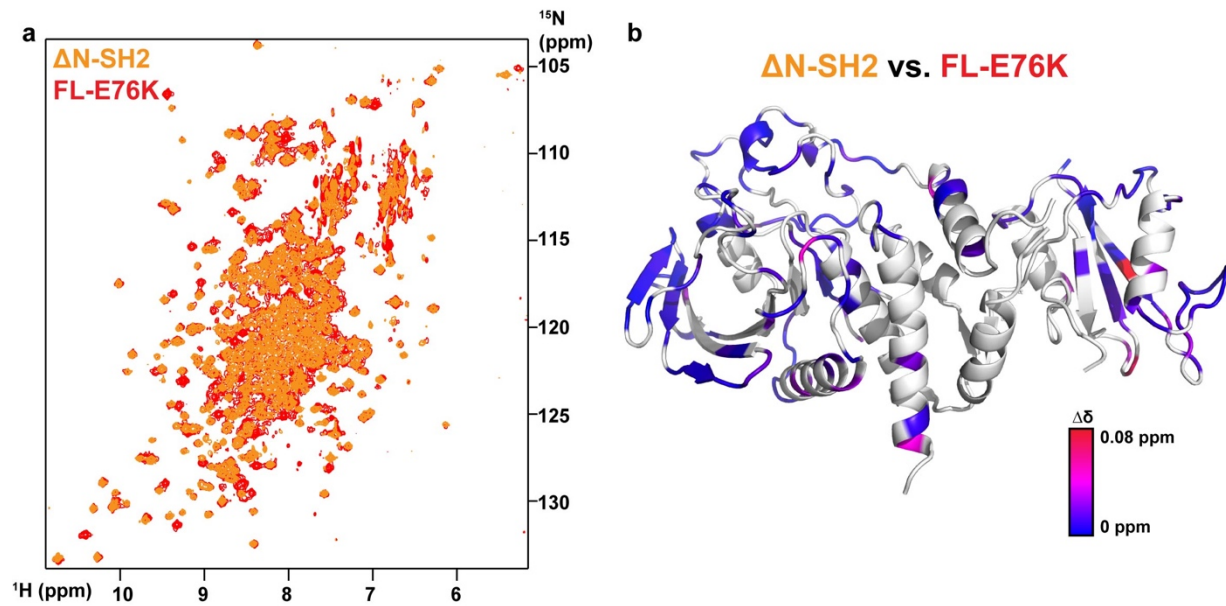 a
ΔN-SH2
FL-E76K
¹⁵N
(ppm)
105
110
115
120
125
130
¹H (ppm)
10
9
8
7
6
b
ΔN-SH2 vs. FL-E76K
Δδ
0.08 ppm
0 ppm